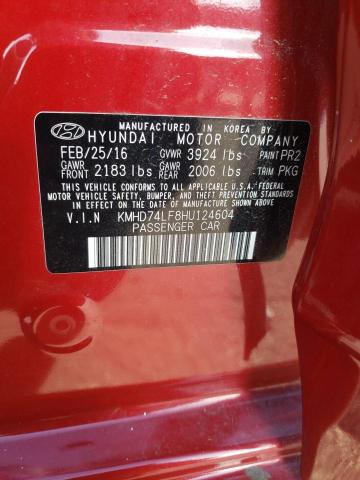 MANUFACTURED IN KOREA BY
HYUNDAI MOTOR COMPANY
FEB/25/16 GVWR 3924 lbs PAINT PR2
GAWR FRONT 2183 lbs GAWR REAR 2006 lbs TRIM PKG
THIS VEHICLE CONFORMS TO ALL APPLICABLE U.S.A.
FEDERAL MOTOR VEHICLE SAFETY, BUMPER, AND THEFT
PREVENTION STANDARDS IN EFFECT ON THE DATE OF
MANUFACTURE SHOWN ABOVE.
V.I.N KMHD74LF8HU124604
PASSENGER CAR